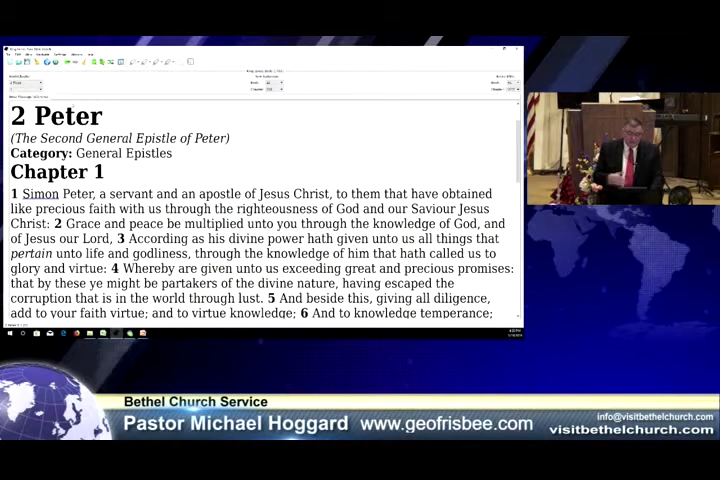 2 Peter
(The Second General Epistle of Peter)
Category: General Epistles
Chapter 1
1 Simon Peter, a servant and an apostle of Jesus Christ, to them that have obtained
like precious faith with us through the righteousness of God and our Saviour Jesus
Christ: 2 Grace and peace be multiplied unto you through the knowledge of God, and
of Jesus our Lord, 3 According as his divine power hath given unto us all things that
pertain unto life and godliness, through the knowledge of him that hath called us to
glory and virtue: 4 Whereby are given unto us exceeding great and precious promises:
that by these ye might be partakers of the divine nature, having escaped the
corruption that is in the world through lust. 5 And beside this, giving all diligence,
add to your faith virtue; and to virtue knowledge; 6 And to knowledge temperance;
Bethel Church Service
Pastor Michael Hoggard www.geofrisbee.com
info@visitbethelchurch.com
visitbethelchurch.com